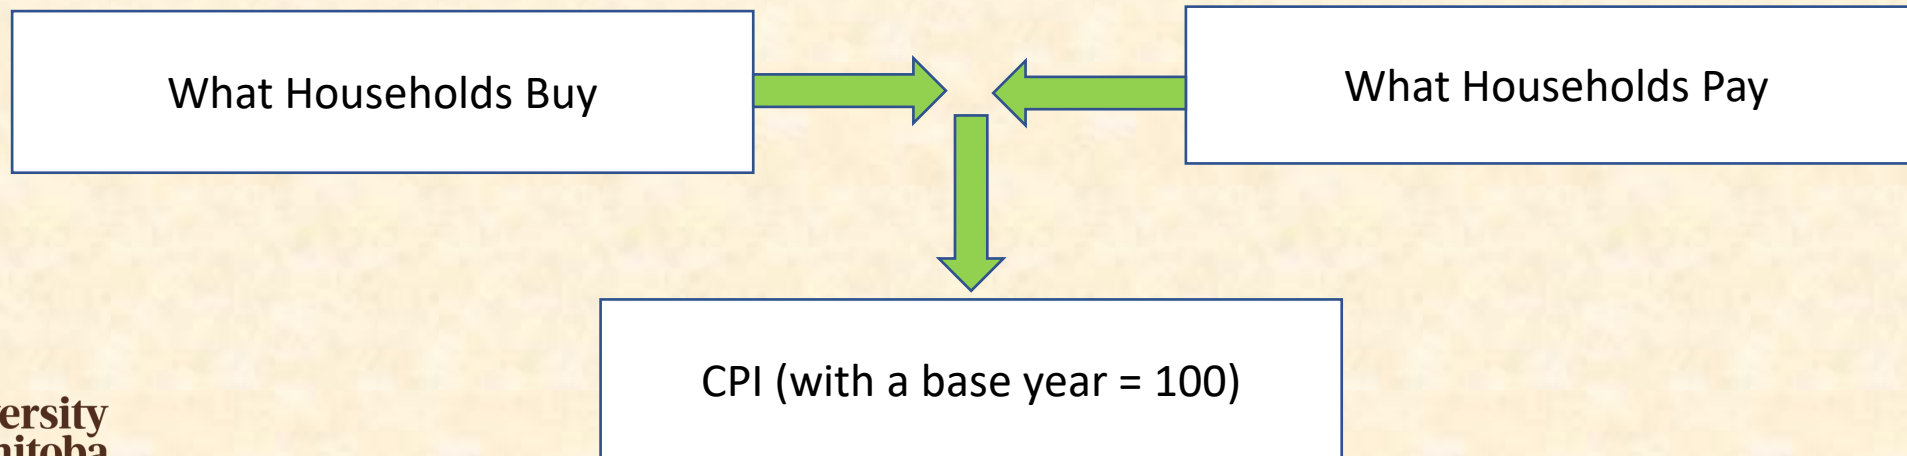 What Households Buy
What Households Pay
CPI (with a base year = 100)